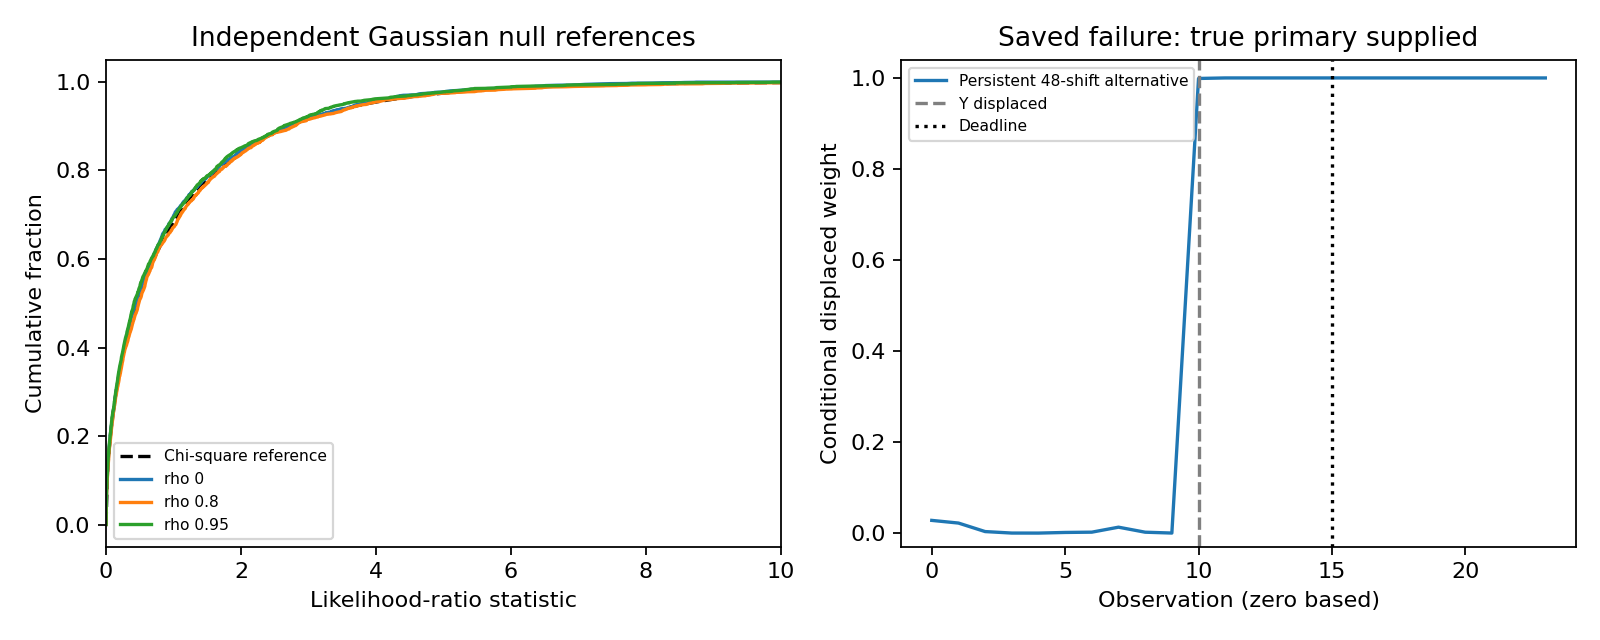 Independent Gaussian null references
1.0
0.8
0.6
0.4
0.2
0.0
Cumulative fraction
Chi-square reference
rho 0
rho 0.8
rho 0.95
0 2 4 6 8 10
Likelihood-ratio statistic
Saved failure: true primary supplied
1.0
0.8
0.6
0.4
0.2
0.0
Conditional displaced weight
Persistent 48-shift alternative
Y displaced
Deadline
0 5 10 15 20
Observation (zero based)